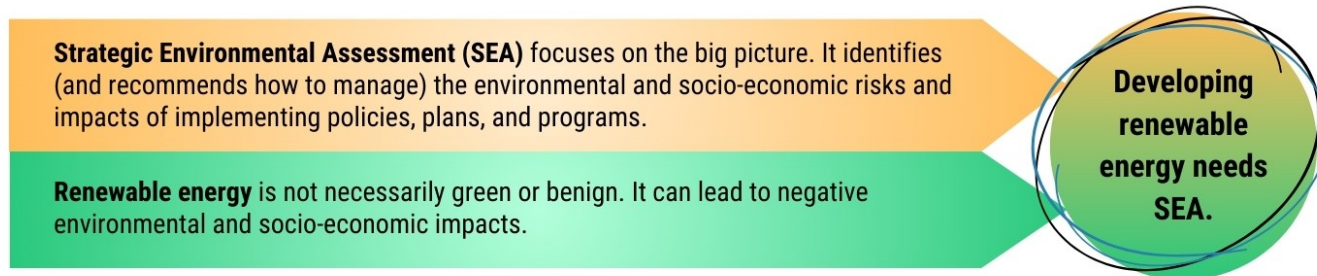 Strategic Environmental Assessment (SEA) focuses on the big picture. It identifies
(and recommends how to manage) the environmental and socio-economic risks and
impacts of implementing policies, plans, and programs.
Renewable energy is not necessarily green or benign. It can lead to negative
environmental and socio-economic impacts.
Developing
renewable
energy needs
SEA.